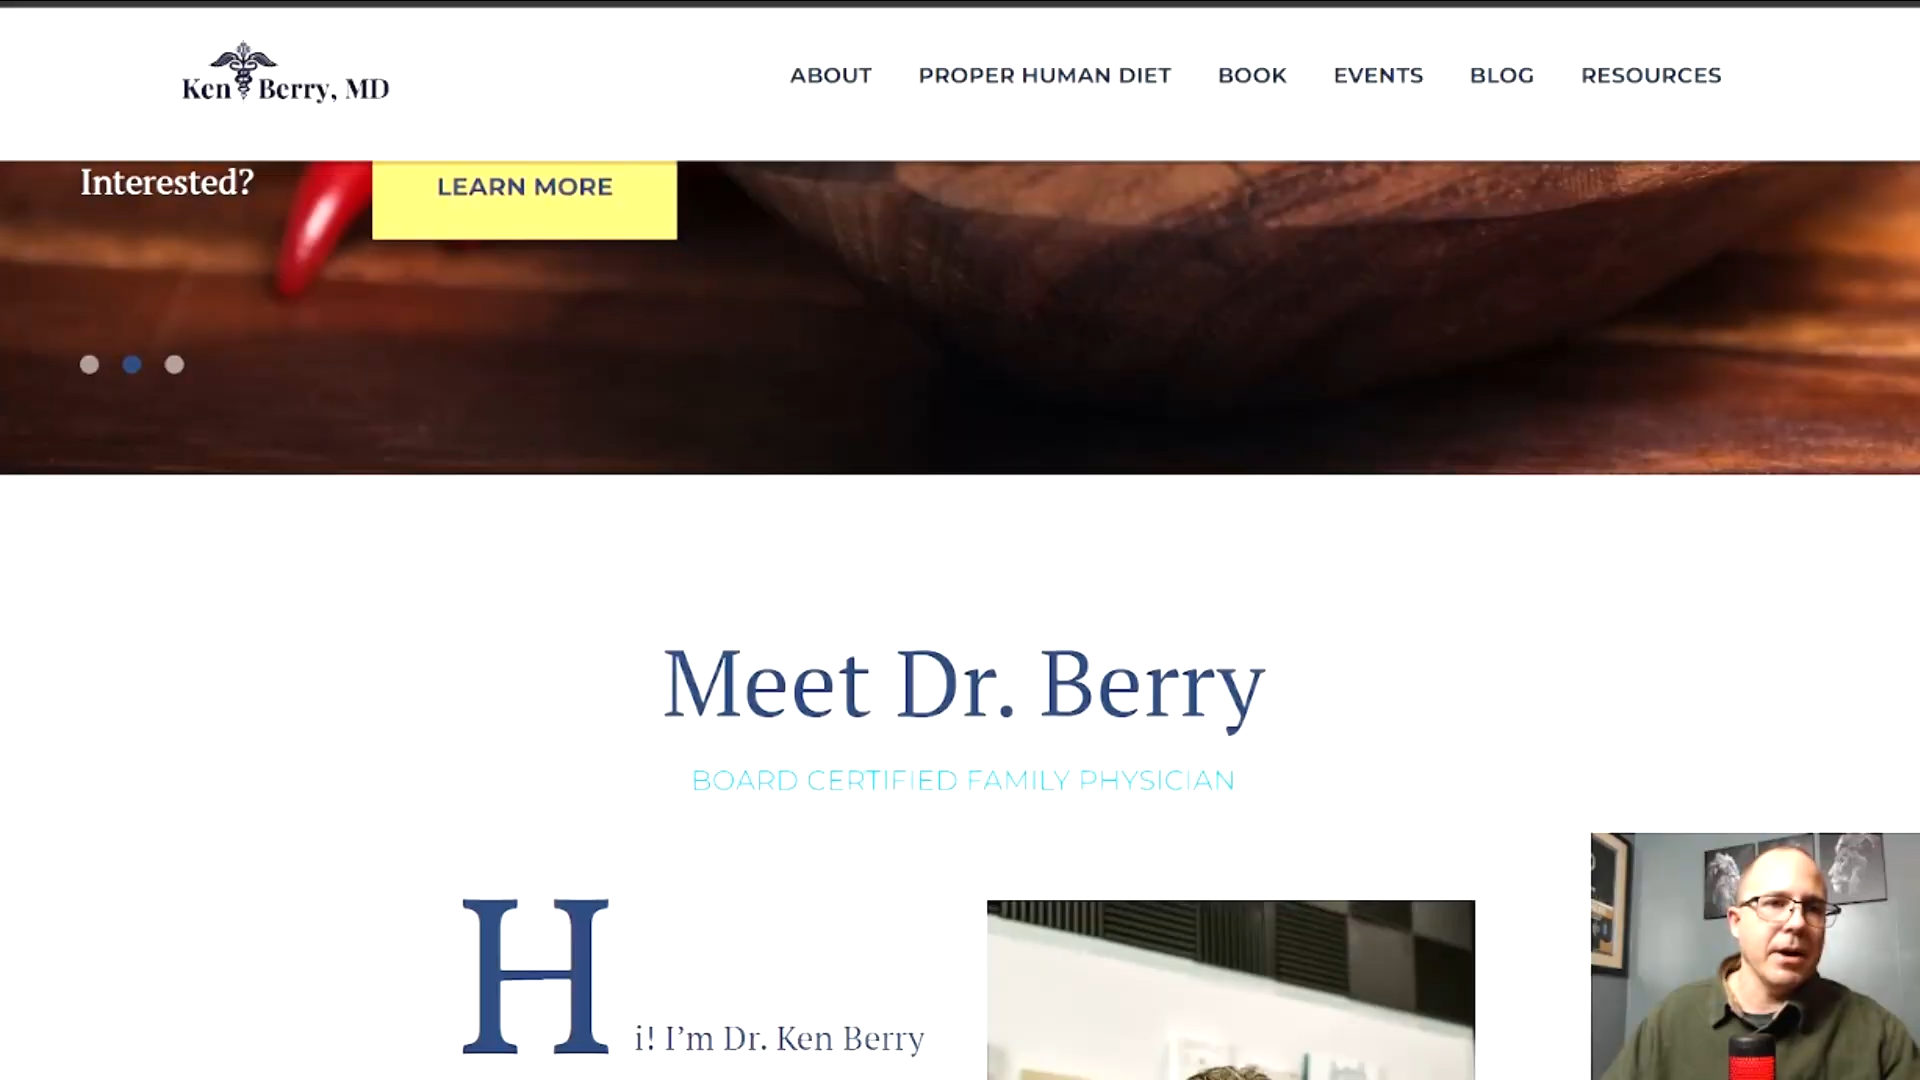 Ken Berry, MD
ABOUT PROPER HUMAN DIET BOOK EVENTS BLOG RESOURCES
Interested?
LEARN MORE
Meet Dr. Berry
BOARD CERTIFIED FAMILY PHYSICIAN
Hi! I'm Dr. Ken Berry